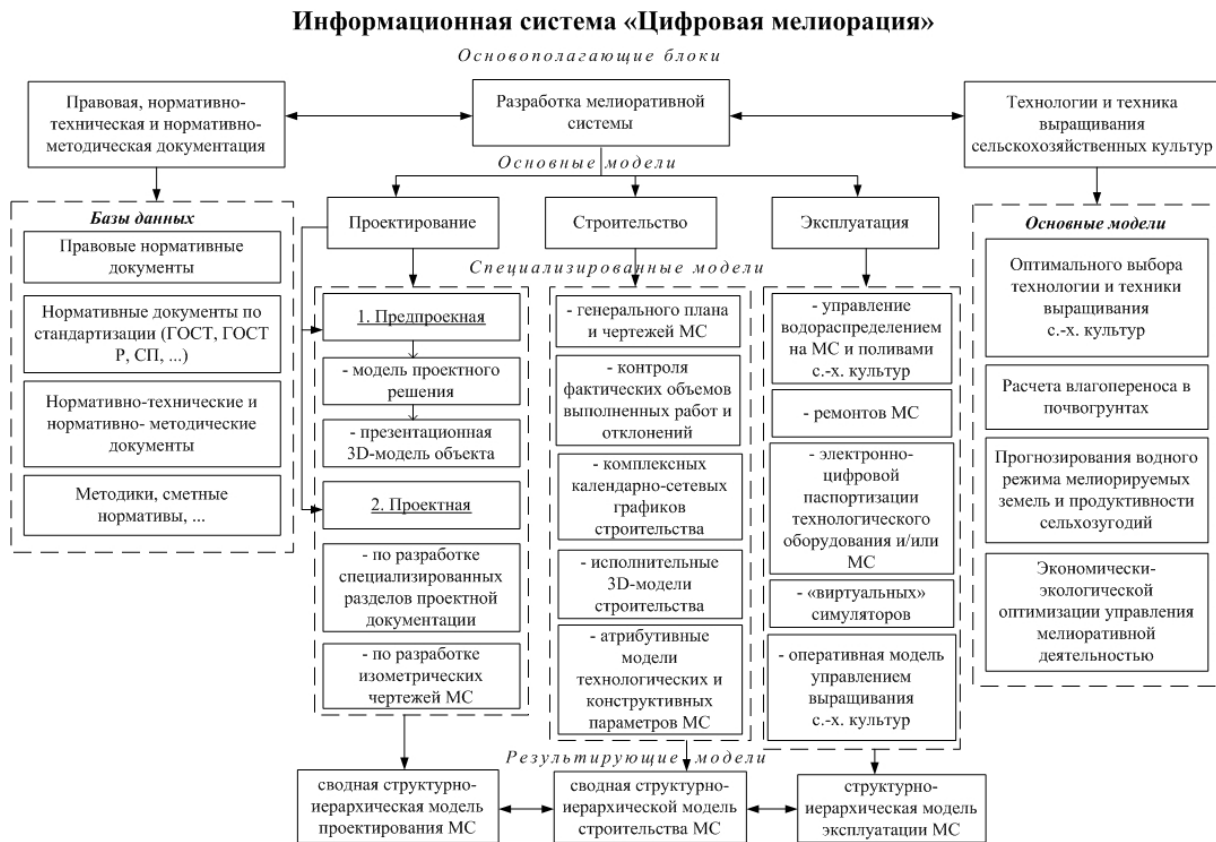 Информационная система «Цифровая мелиорация»
Основополагающие блоки
Правовая, нормативно-
техническая и нормативно-
методическая документация
Разработка мелиоративной
системы
Технологии и техника
выращивания
сельскохозяйственных культур
Основные модели
Базы данных
Правовые нормативные
документы
Нормативные документы по
стандартизации (ГОСТ, ГОСТ
Р, СП, ...)
Нормативно-технические и
нормативно- методические
документы
Методики, сметные
нормативы, ...
Проектирование
Строительство
Эксплуатация
Специализированные модели
1. Предпроекная
- модель проектного
решения
- презентационная
3D-модель объекта
2. Проектная
- по разработке
специализированных
разделов проектной
документации
- по разработке
изометрических
чертежей МС
- генерального плана
и чертежей МС
- контроля
фактических объемов
выполненных работ и
отклонений
- комплексных
календарно-сетевых
графиков
строительства
- исполнительные
3D-модели
строительства
- атрибутивные
модели
технологических и
конструктивных
параметров МС
- управление
водораспределением
на МС и поливами
с.-х. культур
- ремонтов МС
- электронно-
цифровой
паспортизации
технологического
оборудования и/или
МС
- «виртуальных»
симуляторов
- оперативная модель
управлением
выращивания
с.-х. культур
Основные модели
Оптимального выбора
технологии и техники
выращивания
с.-х. культур
Расчета влагопереноса в
почвогрунтах
Прогнозирования водного
режима мелиорируемых
земель и продуктивности
сельхозугодий
Экономически-
экологической
оптимизации управления
мелиоративной
деятельностью
Результирующие модели
сводная структурно-
иерархическая модель
проектирования МС
сводная структурно-
иерархической модель
строительства МС
структурно-
иерархическая модель
эксплуатации МС